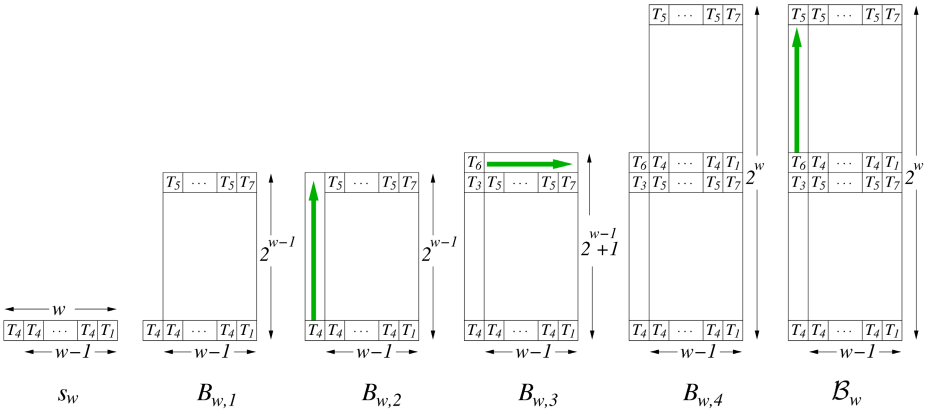 w
T₄ T₄ ⋯ T₄ T₁
w−1
s_w
T₅ ⋯ T₅ T₇
2^{w−1}
T₄ T₄ ⋯ T₄ T₁
w−1
B_{w,1}
T₅ ⋯ T₅ T₇
2^{w−1}
T₄ T₄ ⋯ T₄ T₁
w−1
B_{w,2}
T₆
T₃ T₅ ⋯ T₅ T₇
2^{w−1}+1
T₄ T₄ ⋯ T₄ T₁
w−1
B_{w,3}
T₅ ⋯ T₅ T₇
T₆ T₄ ⋯ T₄ T₁
2^w
T₃ T₅ ⋯ T₅ T₇
T₄ T₄ ⋯ T₄ T₁
w−1
B_{w,4}
T₅ T₅ ⋯ T₅ T₇
T₆ T₄ ⋯ T₄ T₁
2^w
T₃ T₅ ⋯ T₅ T₇
T₄ T₄ ⋯ T₄ T₁
w−1
ℬ_w